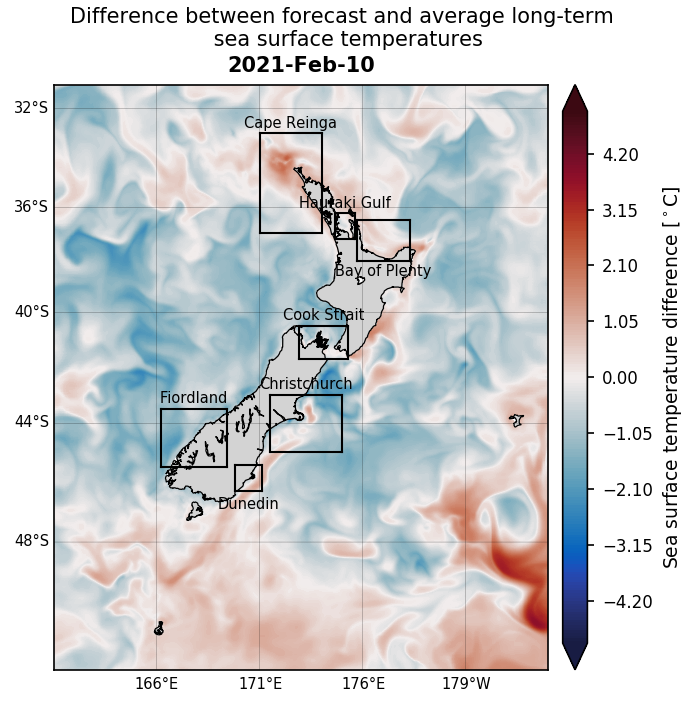 Difference between forecast and average long-term
sea surface temperatures
2021-Feb-10
32°S
36°S
40°S
44°S
48°S
166°E
171°E
176°E
179°W
Cape Reinga
Hauraki Gulf
Bay of Plenty
Cook Strait
Christchurch
Fiordland
Dunedin
4.20
3.15
2.10
1.05
0.00
−1.05
−2.10
−3.15
−4.20
Sea surface temperature difference [ ° C]